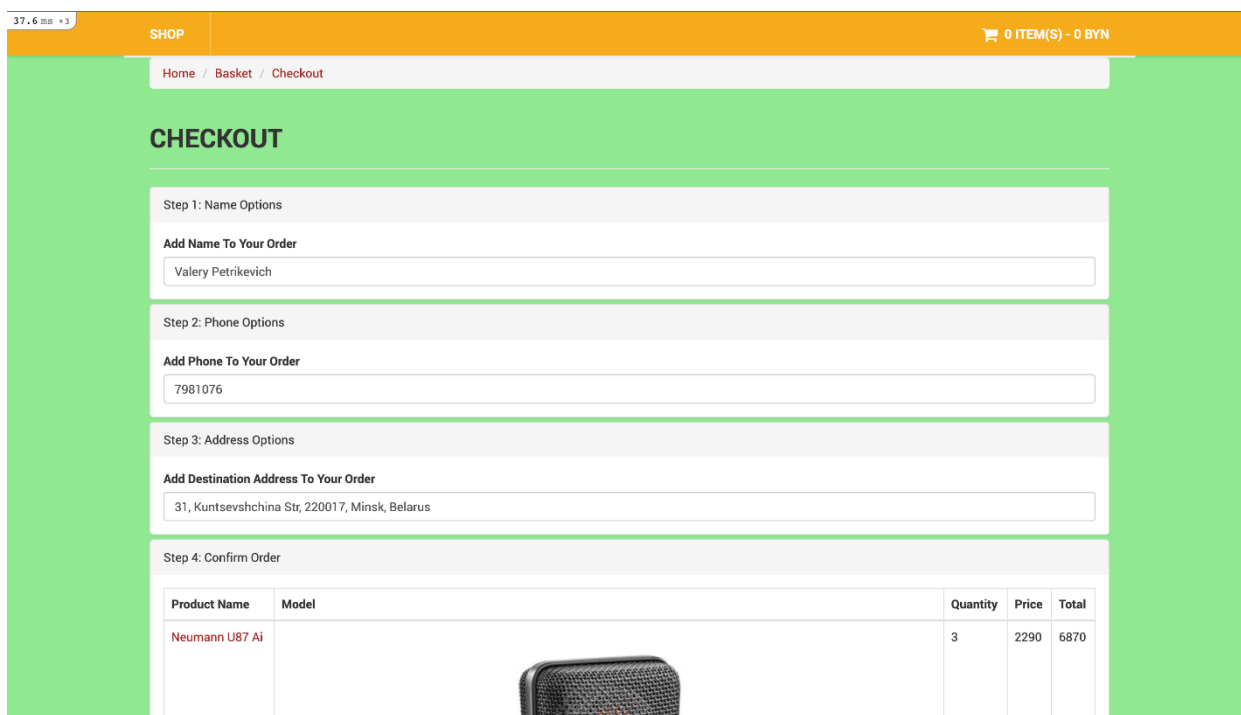 37.6 ms ×3
SHOP 0 ITEM(S) - 0 BYN
Home / Basket / Checkout
CHECKOUT
Step 1: Name Options
Add Name To Your Order
Valery Petrikevich
Step 2: Phone Options
Add Phone To Your Order
7981076
Step 3: Address Options
Add Destination Address To Your Order
31, Kuntsevshchina Str, 220017, Minsk, Belarus
Step 4: Confirm Order
Product Name Model Quantity Price Total
Neumann U87 Ai 3 2290 6870